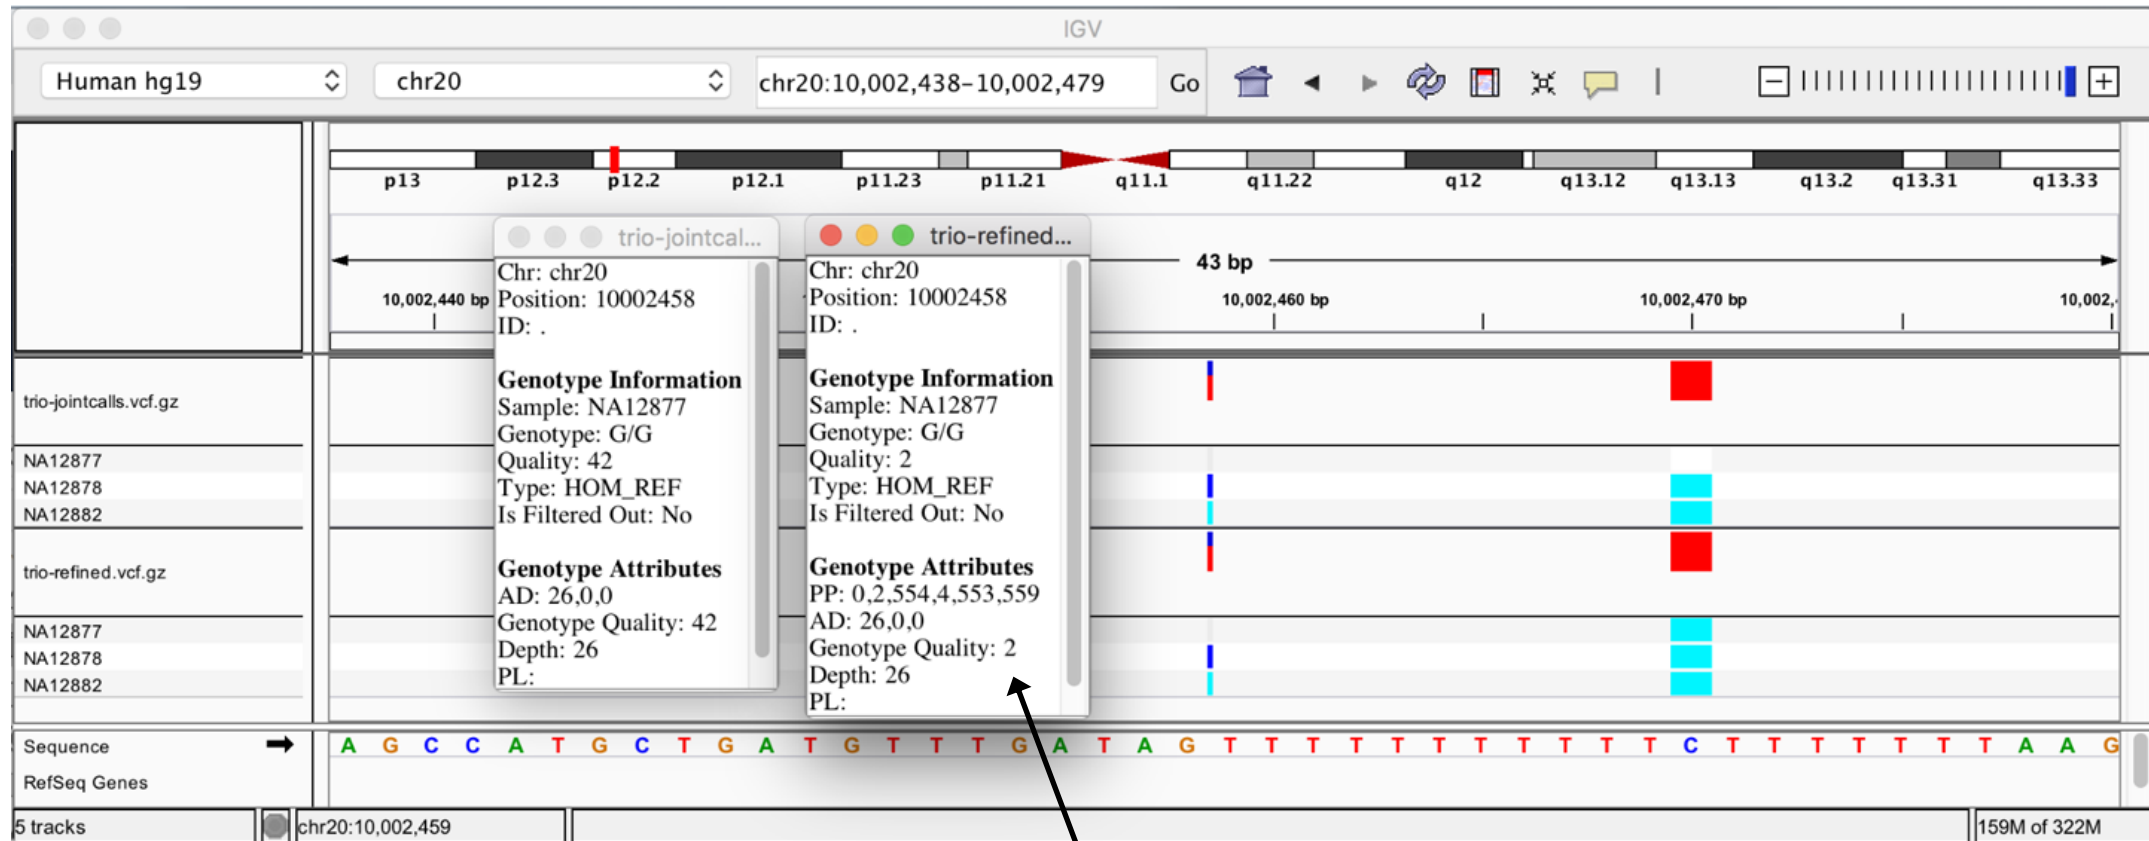 IGV
Human hg19 chr20 chr20:10,002,438-10,002,479 Go
p13 p12.3 p12.2 p12.1 p11.23 p11.21 q11.1 q11.22 q12 q13.12 q13.13 q13.2 q13.31 q13.33
43 bp
10,002,440 bp 10,002,460 bp 10,002,470 bp 10,002,
trio-jointcal...
Chr: chr20
Position: 10002458
ID: .
Genotype Information
Sample: NA12877
Genotype: G/G
Quality: 42
Type: HOM_REF
Is Filtered Out: No
Genotype Attributes
AD: 26,0,0
Genotype Quality: 42
Depth: 26
PL:
trio-refined...
Chr: chr20
Position: 10002458
ID: .
Genotype Information
Sample: NA12877
Genotype: G/G
Quality: 2
Type: HOM_REF
Is Filtered Out: No
Genotype Attributes
PP: 0,2,554,4,553,559
AD: 26,0,0
Genotype Quality: 2
Depth: 26
PL:
trio-jointcalls.vcf.gz
NA12877
NA12878
NA12882
trio-refined.vcf.gz
NA12877
NA12878
NA12882
Sequence A G C C A T G C T G A T G T T T G A T A G T T T T T T T T T T T C T T T T T T T A A G
RefSeq Genes
5 tracks chr20:10,002,459 159M of 322M